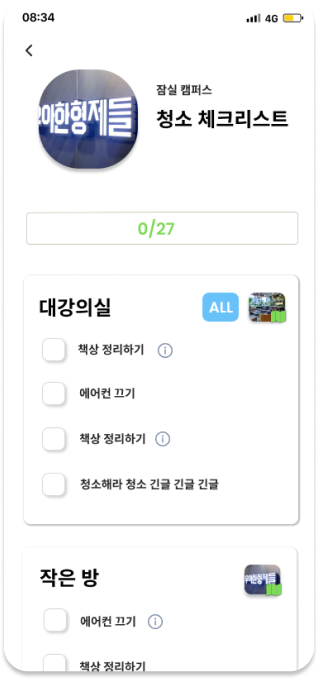 08:34
4G
잠실 캠퍼스
우아한형제들
청소 체크리스트
0/27
대강의실
ALL
책상 정리하기
에어컨 끄기
책상 정리하기
청소해라 청소 긴글 긴글 긴글
작은 방
우아한형제들
에어컨 끄기
책상 정리하기